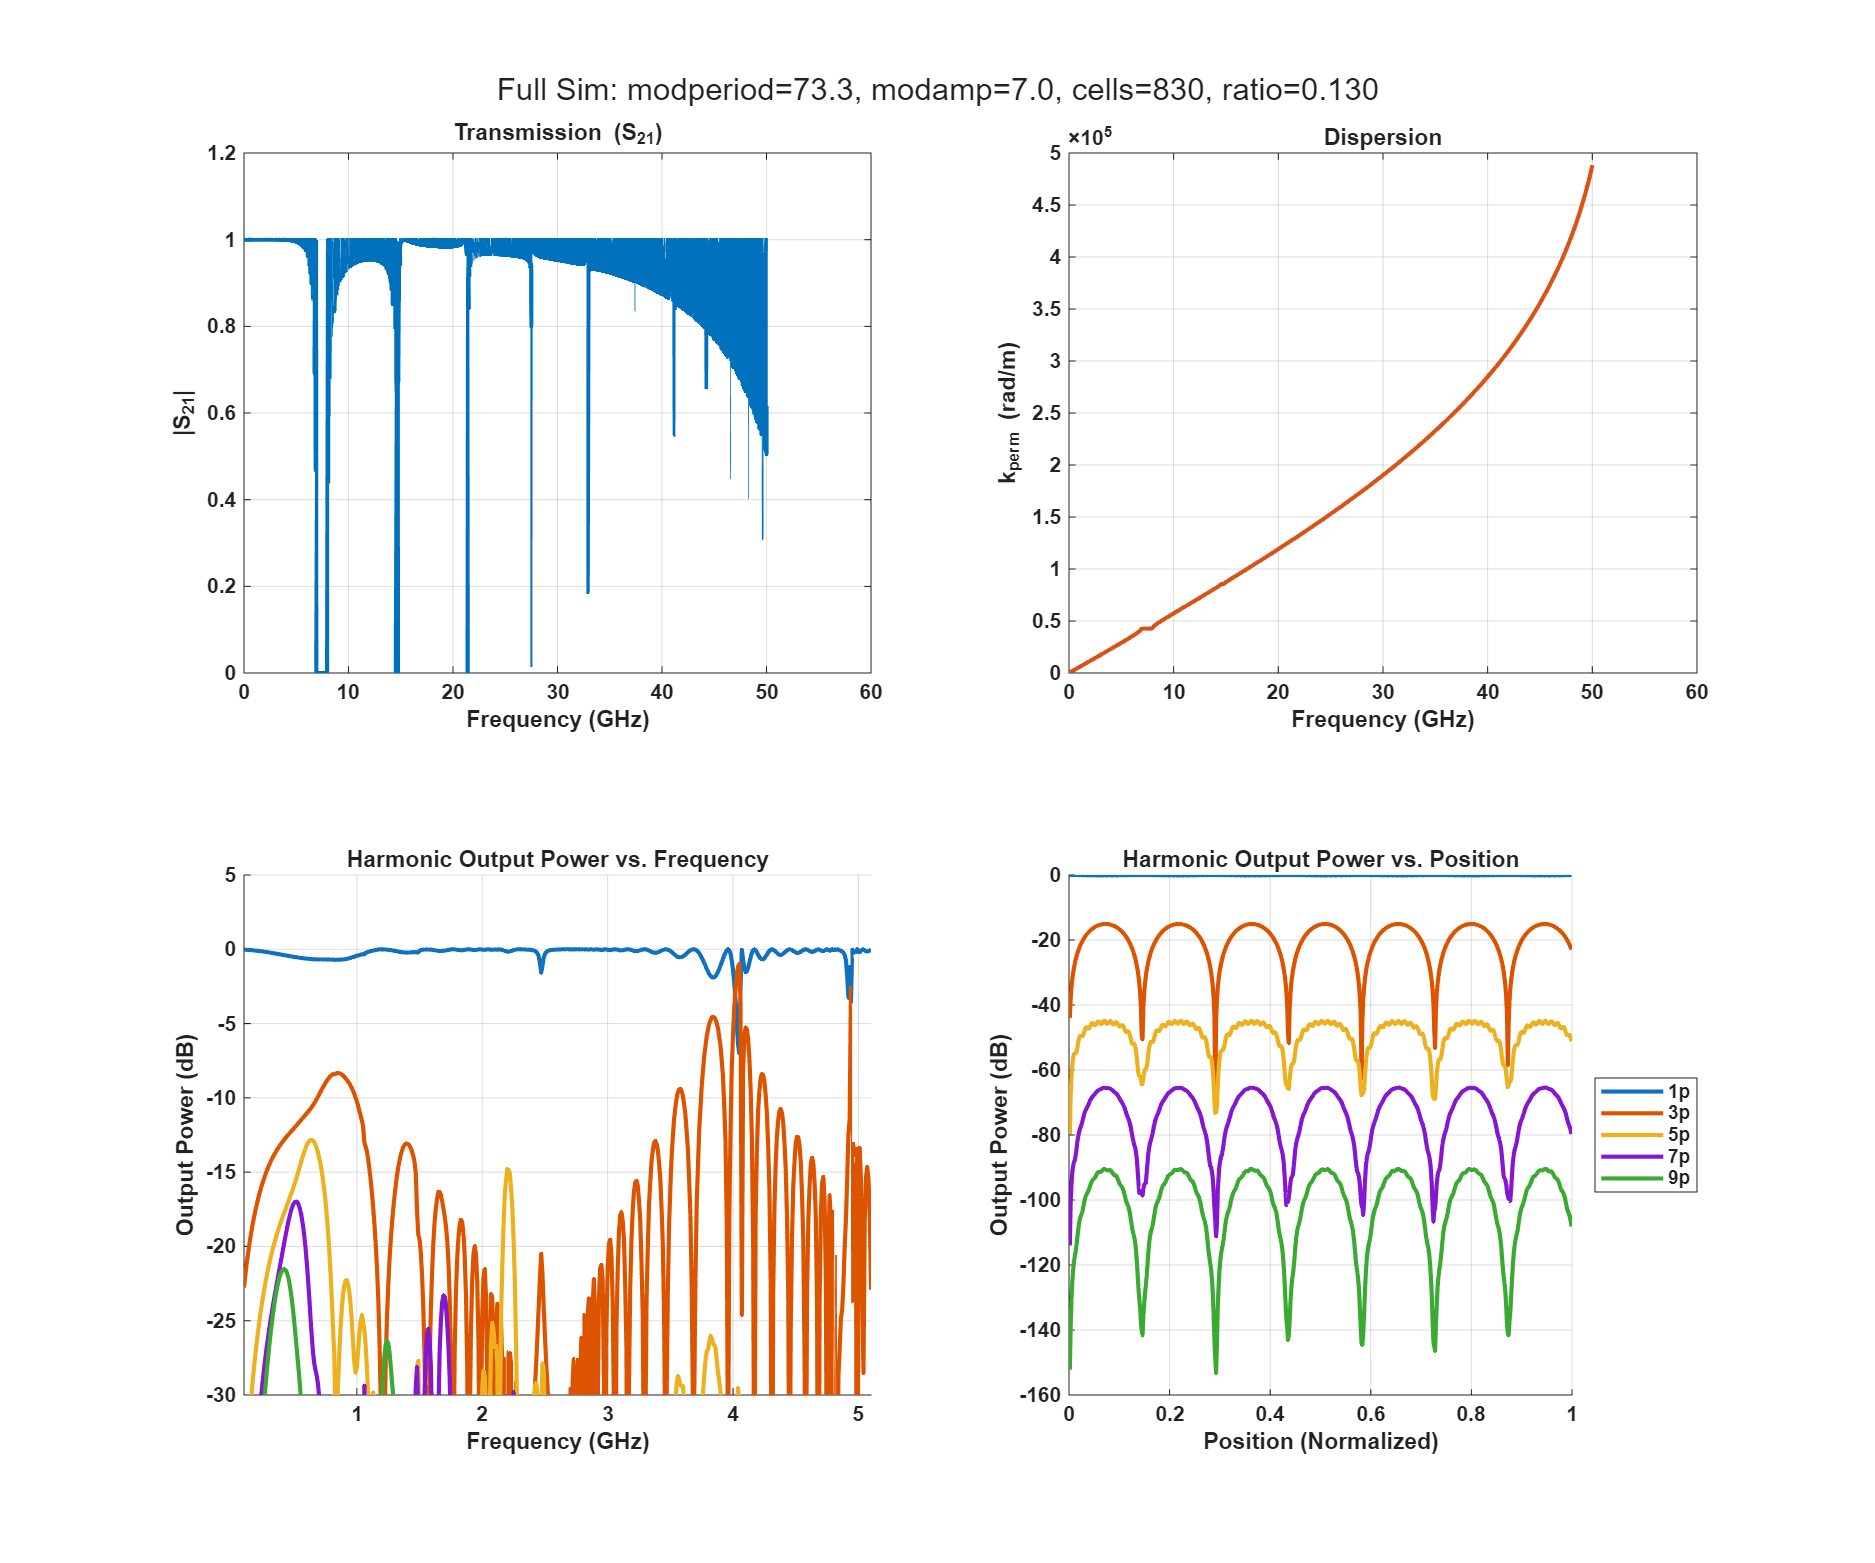 Full Sim: modperiod=73.3, modamp=7.0, cells=830, ratio=0.130
Transmission (S21)
1.2
1
0.8
0.6
0.4
0.2
0
|S21|
0 10 20 30 40 50 60
Frequency (GHz)
×10⁵
Dispersion
5
4.5
4
3.5
3
2.5
2
1.5
1
0.5
0
kperm (rad/m)
0 10 20 30 40 50 60
Frequency (GHz)
Harmonic Output Power vs. Frequency
5
0
-5
-10
-15
-20
-25
-30
Output Power (dB)
1 2 3 4 5
Frequency (GHz)
Harmonic Output Power vs. Position
0
-20
-40
-60
-80
-100
-120
-140
-160
Output Power (dB)
0 0.2 0.4 0.6 0.8 1
Position (Normalized)
1p
3p
5p
7p
9p